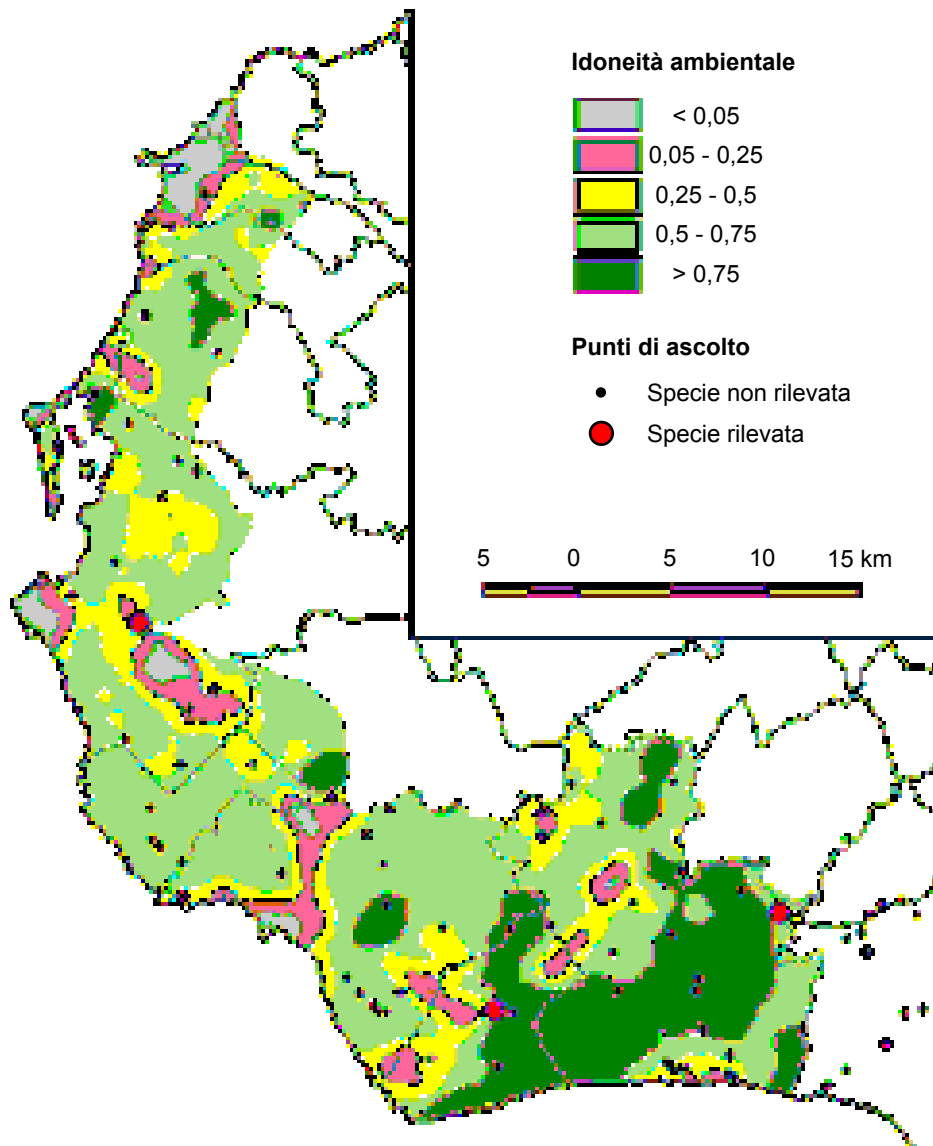 Idoneità ambientale
< 0,05
0,05 - 0,25
0,25 - 0,5
0,5 - 0,75
> 0,75
Punti di ascolto
Specie non rilevata
Specie rilevata
5 0 5 10 15 km